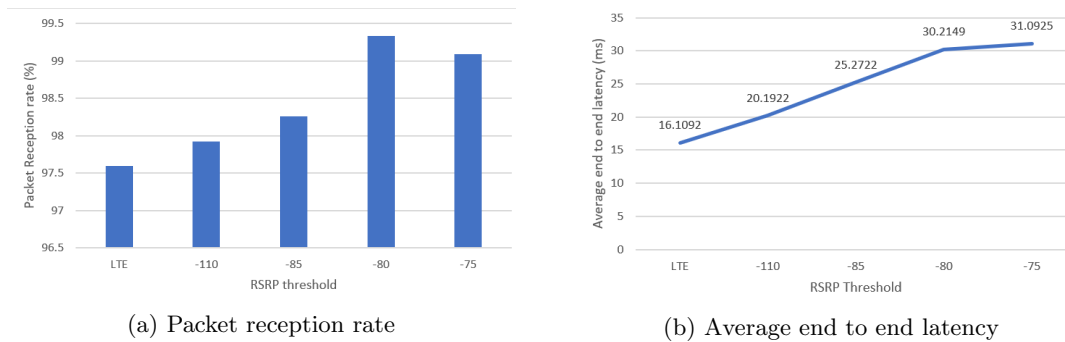 99.5
99
98.5
98
97.5
97
96.5
Packet Reception rate (%)
LTE -110 -85 -80 -75
RSRP threshold
(a) Packet reception rate
35
30
25
20
15
10
5
0
Average end to end latency (ms)
16.1092
20.1922
25.2722
30.2149
31.0925
LTE -110 -85 -80 -75
RSRP Threshold
(b) Average end to end latency